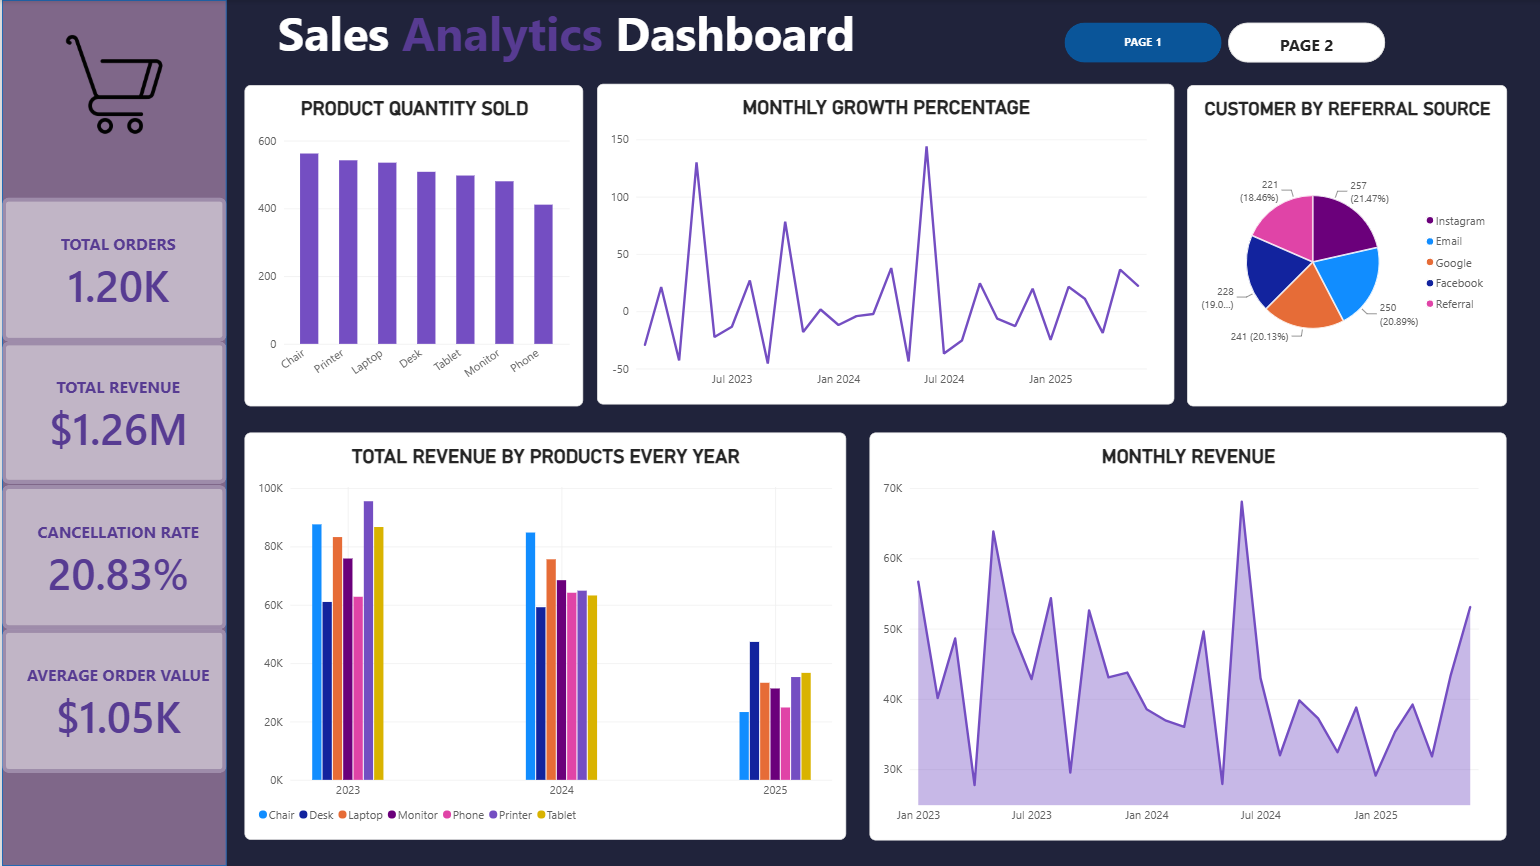 Sales Analytics Dashboard
PAGE 1
PAGE 2
TOTAL ORDERS
1.20K
TOTAL REVENUE
$1.26M
CANCELLATION RATE
20.83%
AVERAGE ORDER VALUE
$1.05K
PRODUCT QUANTITY SOLD
600
400
200
0
Chair
Printer
Laptop
Desk
Tablet
Monitor
Phone
MONTHLY GROWTH PERCENTAGE
150
100
50
0
-50
Jul 2023
Jan 2024
Jul 2024
Jan 2025
CUSTOMER BY REFERRAL SOURCE
221
(18.46%)
257
(21.47%)
228
(19.0...)
250
(20.89%)
241 (20.13%)
Instagram
Email
Google
Facebook
Referral
TOTAL REVENUE BY PRODUCTS EVERY YEAR
100K
80K
60K
40K
20K
0K
2023
2024
2025
Chair
Desk
Laptop
Monitor
Phone
Printer
Tablet
MONTHLY REVENUE
70K
60K
50K
40K
30K
Jan 2023
Jul 2023
Jan 2024
Jul 2024
Jan 2025